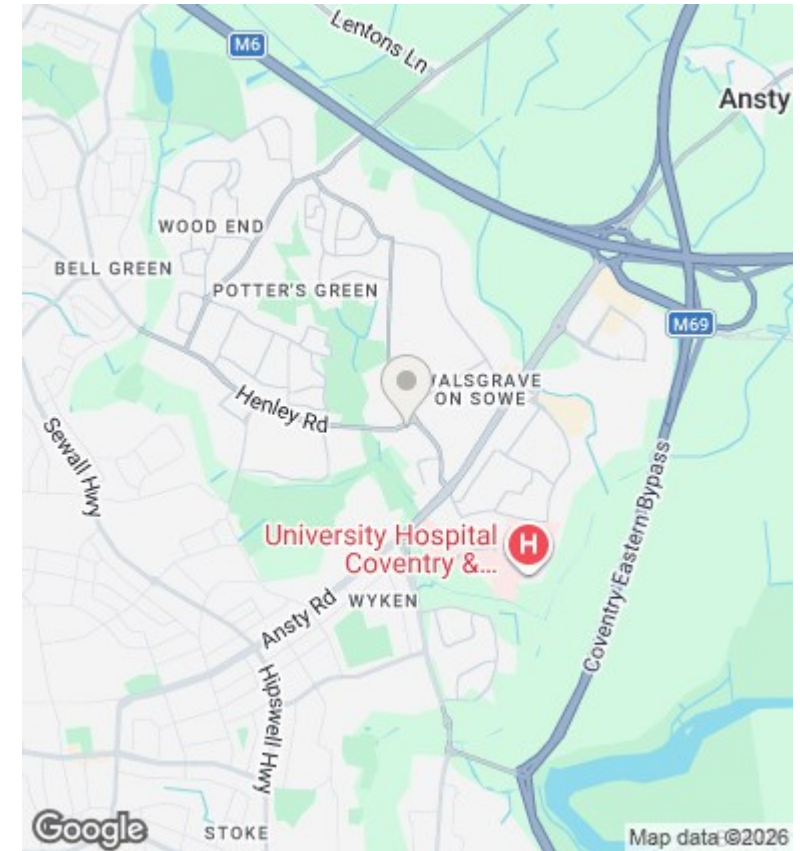 Lentons Ln
M6
Ansty
WOOD END
BELL GREEN
POTTER'S GREEN
M69
ALSGRAVE
ON SOWE
Henley Rd
Sewall Hwy
University Hospital
Coventry &...
H
Coventry Eastern Bypass
WYKEN
Ansty Rd
Hipswell Hwy
STOKE
Google
Map data ©2026